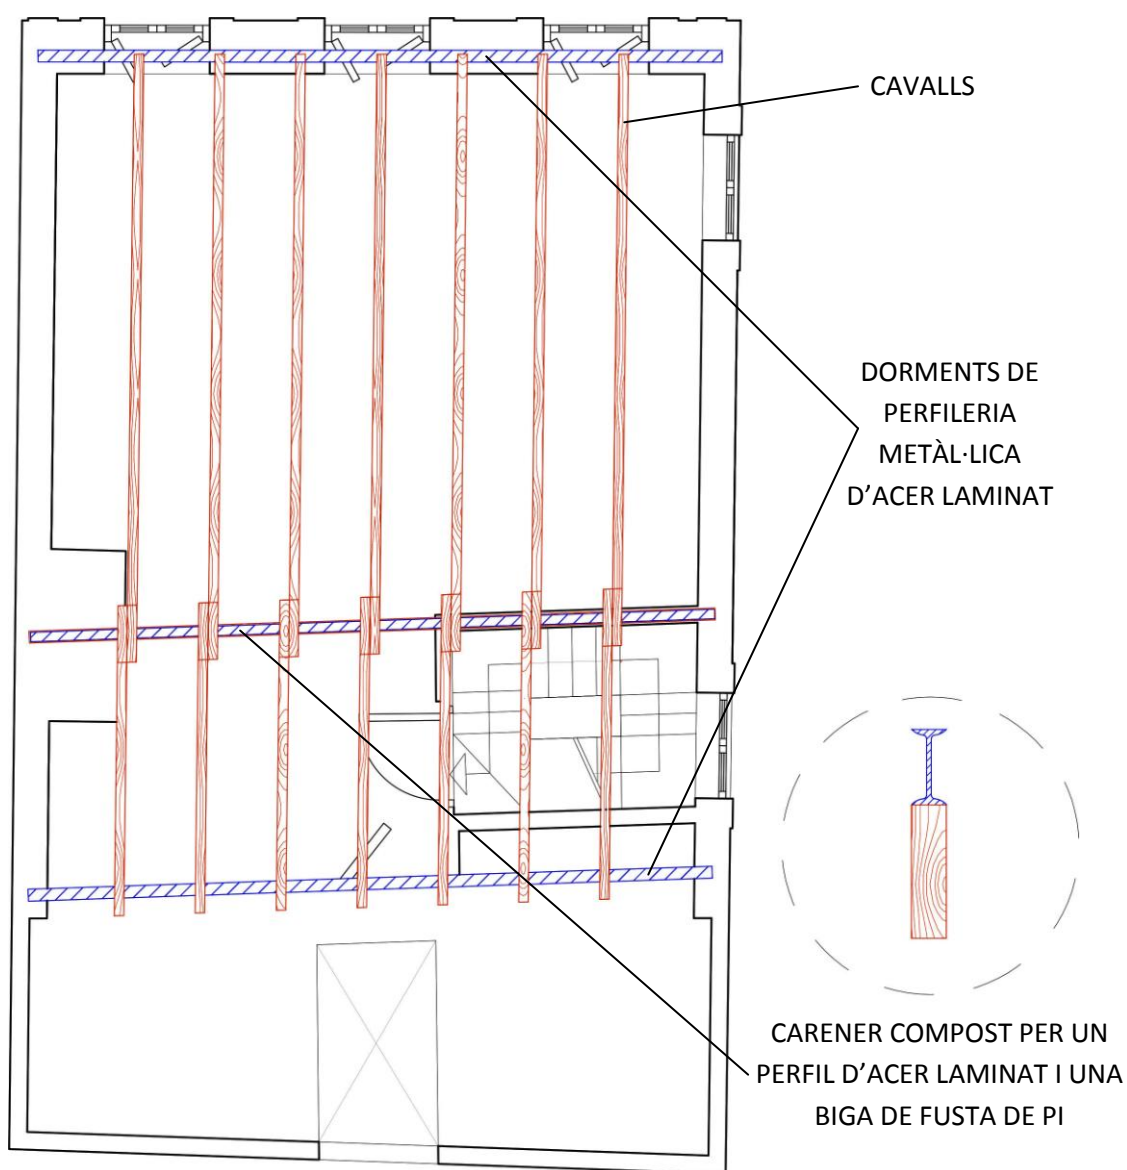 CAVALLS
DORMENTS DE
PERFILERIA
METÀL·LICA
D’ACER LAMINAT
CARENER COMPOST PER UN
PERFIL D’ACER LAMINAT I UNA
BIGA DE FUSTA DE PI